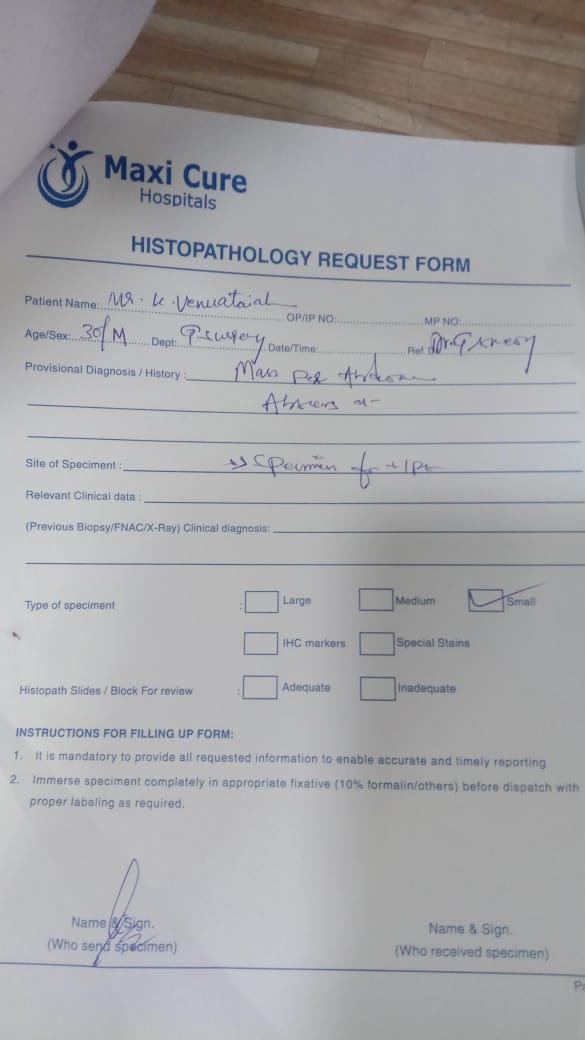 Maxi Cure
Hospitals
HISTOPATHOLOGY REQUEST FORM
Patient Name: Mr. K. OP/IP NO: MP NO:
Age/Sex: 30/M Dept: G. Surgery Date/Time: Ref. Dr.
Provisional Diagnosis / History : Mass Per Abdomen
Site of Speciment : Specimen for HPE
Relevant Clinical data :
(Previous Biopsy/FNAC/X-Ray) Clinical diagnosis:
Type of speciment : Large Medium Small
IHC markers Special Stains
Histopath Slides / Block For review : Adequate Inadequate
INSTRUCTIONS FOR FILLING UP FORM:
1. It is mandatory to provide all requested information to enable accurate and timely reporting
2. Immerse speciment completely in appropriate fixative (10% formalin/others) before dispatch with
proper labeling as required.
Name & Sign. Name & Sign.
(Who send specimen) (Who received specimen)